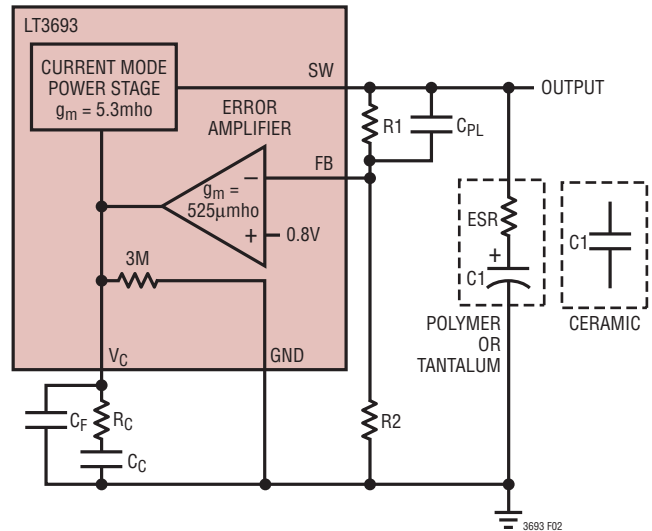 LT3693
CURRENT MODE
POWER STAGE
gm = 5.3mho
SW
OUTPUT
ERROR
AMPLIFIER
R1
CPL
FB
−
gm =
525μmho
+
0.8V
ESR
+
C1
C1
3M
POLYMER
OR
TANTALUM
CERAMIC
VC
GND
CF
RC
R2
CC
3693 F02